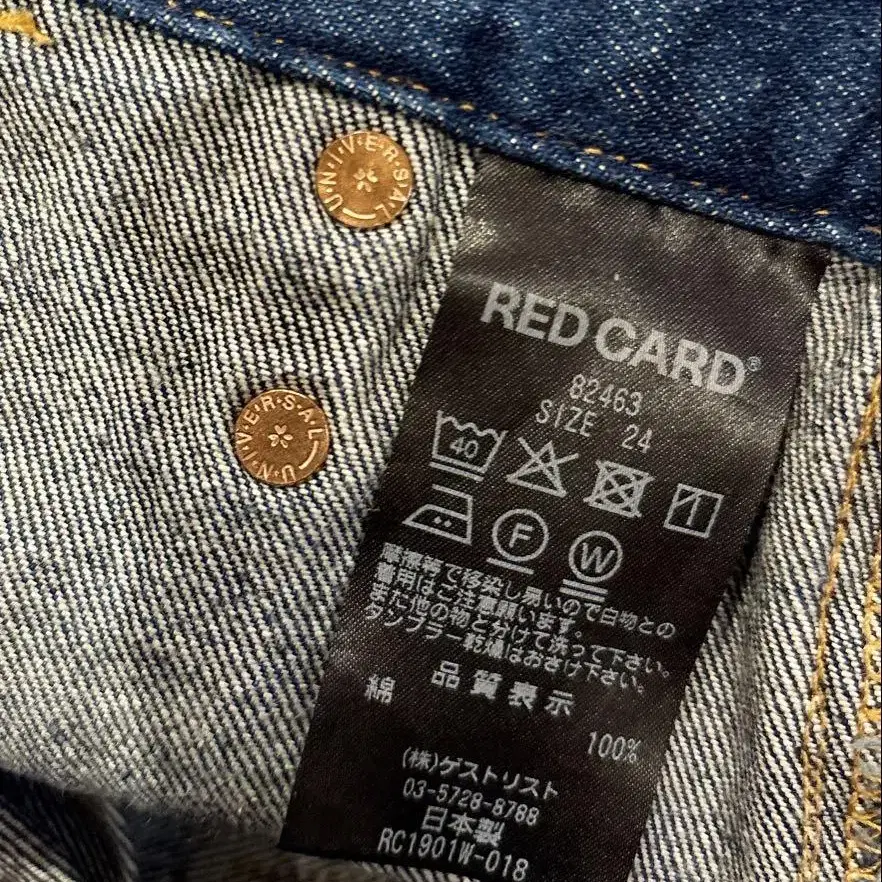 UNIVERSAL
UNIVERSAL
RED CARD®
82463
SIZE 24
40
F W
摩擦等で移染し易いので白物との
着用はご注意願います。
また他の物と分けて洗って下さい。
タンブラー乾燥はおさけ下さい。
品質表示
綿 100%
(株)ゲストリスト
03-5728-8788
日本製
RC1901W-018